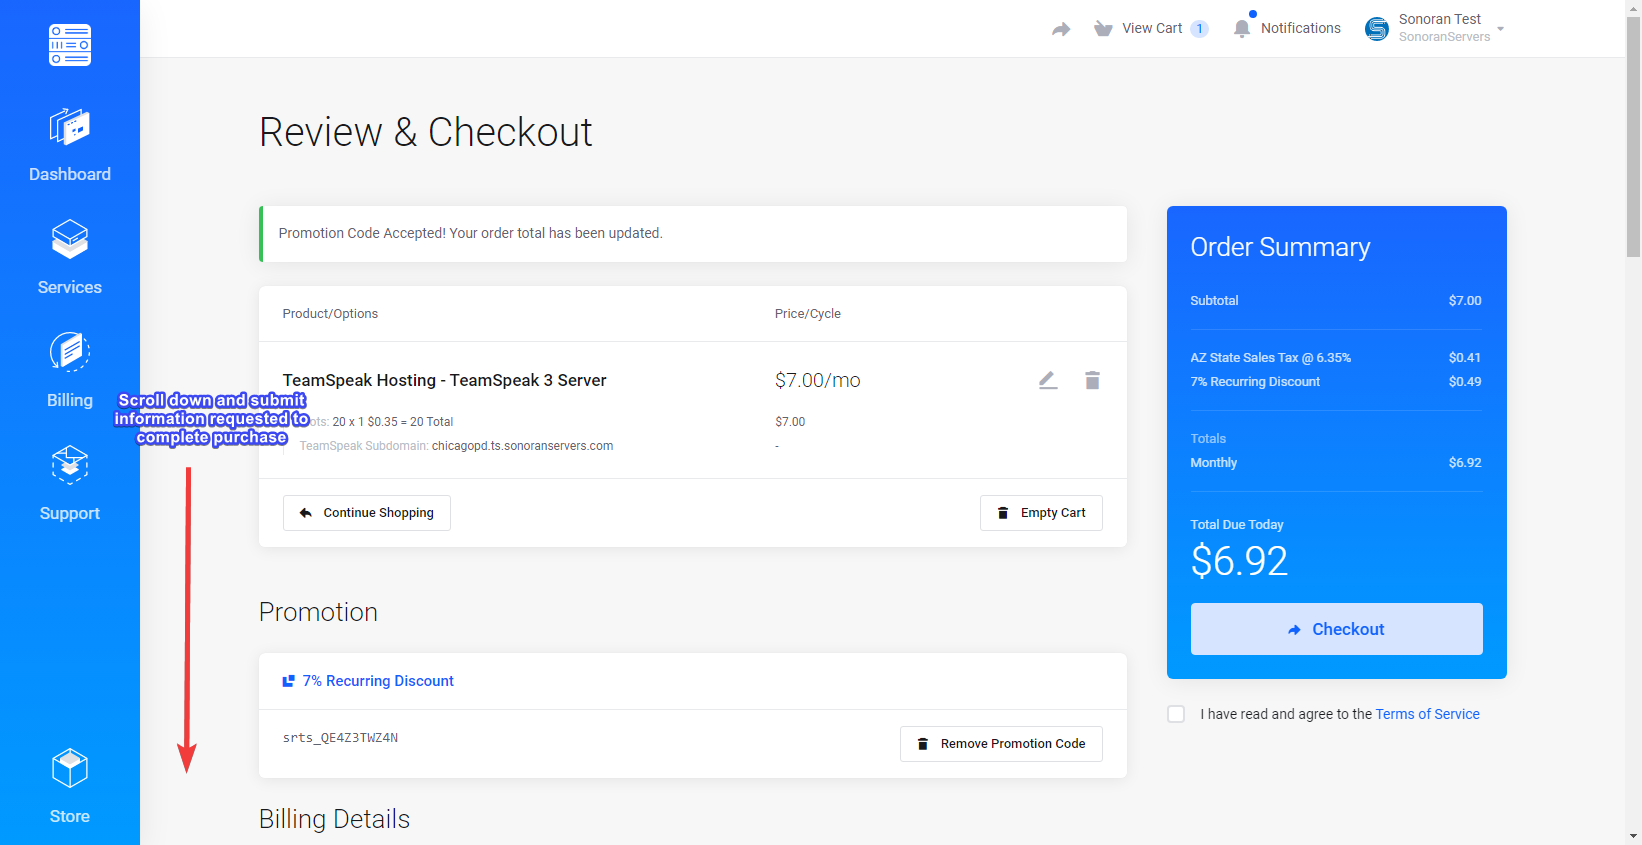 View Cart 1
Notifications
Sonoran Test
SonoranServers
Dashboard
Services
Billing
Support
Store
Scroll down and submit
information requested to
complete purchase
Review & Checkout
Promotion Code Accepted! Your order total has been updated.
Product/Options Price/Cycle
TeamSpeak Hosting - TeamSpeak 3 Server $7.00/mo
ots: 20 x 1 $0.35 = 20 Total $7.00
TeamSpeak Subdomain: chicagopd.ts.sonoranservers.com -
Continue Shopping Empty Cart
Promotion
7% Recurring Discount
srts_QE4Z3TWZ4N
Remove Promotion Code
Billing Details
Order Summary
Subtotal $7.00
AZ State Sales Tax @ 6.35% $0.41
7% Recurring Discount $0.49
Totals
Monthly $6.92
Total Due Today
$6.92
Checkout
I have read and agree to the Terms of Service